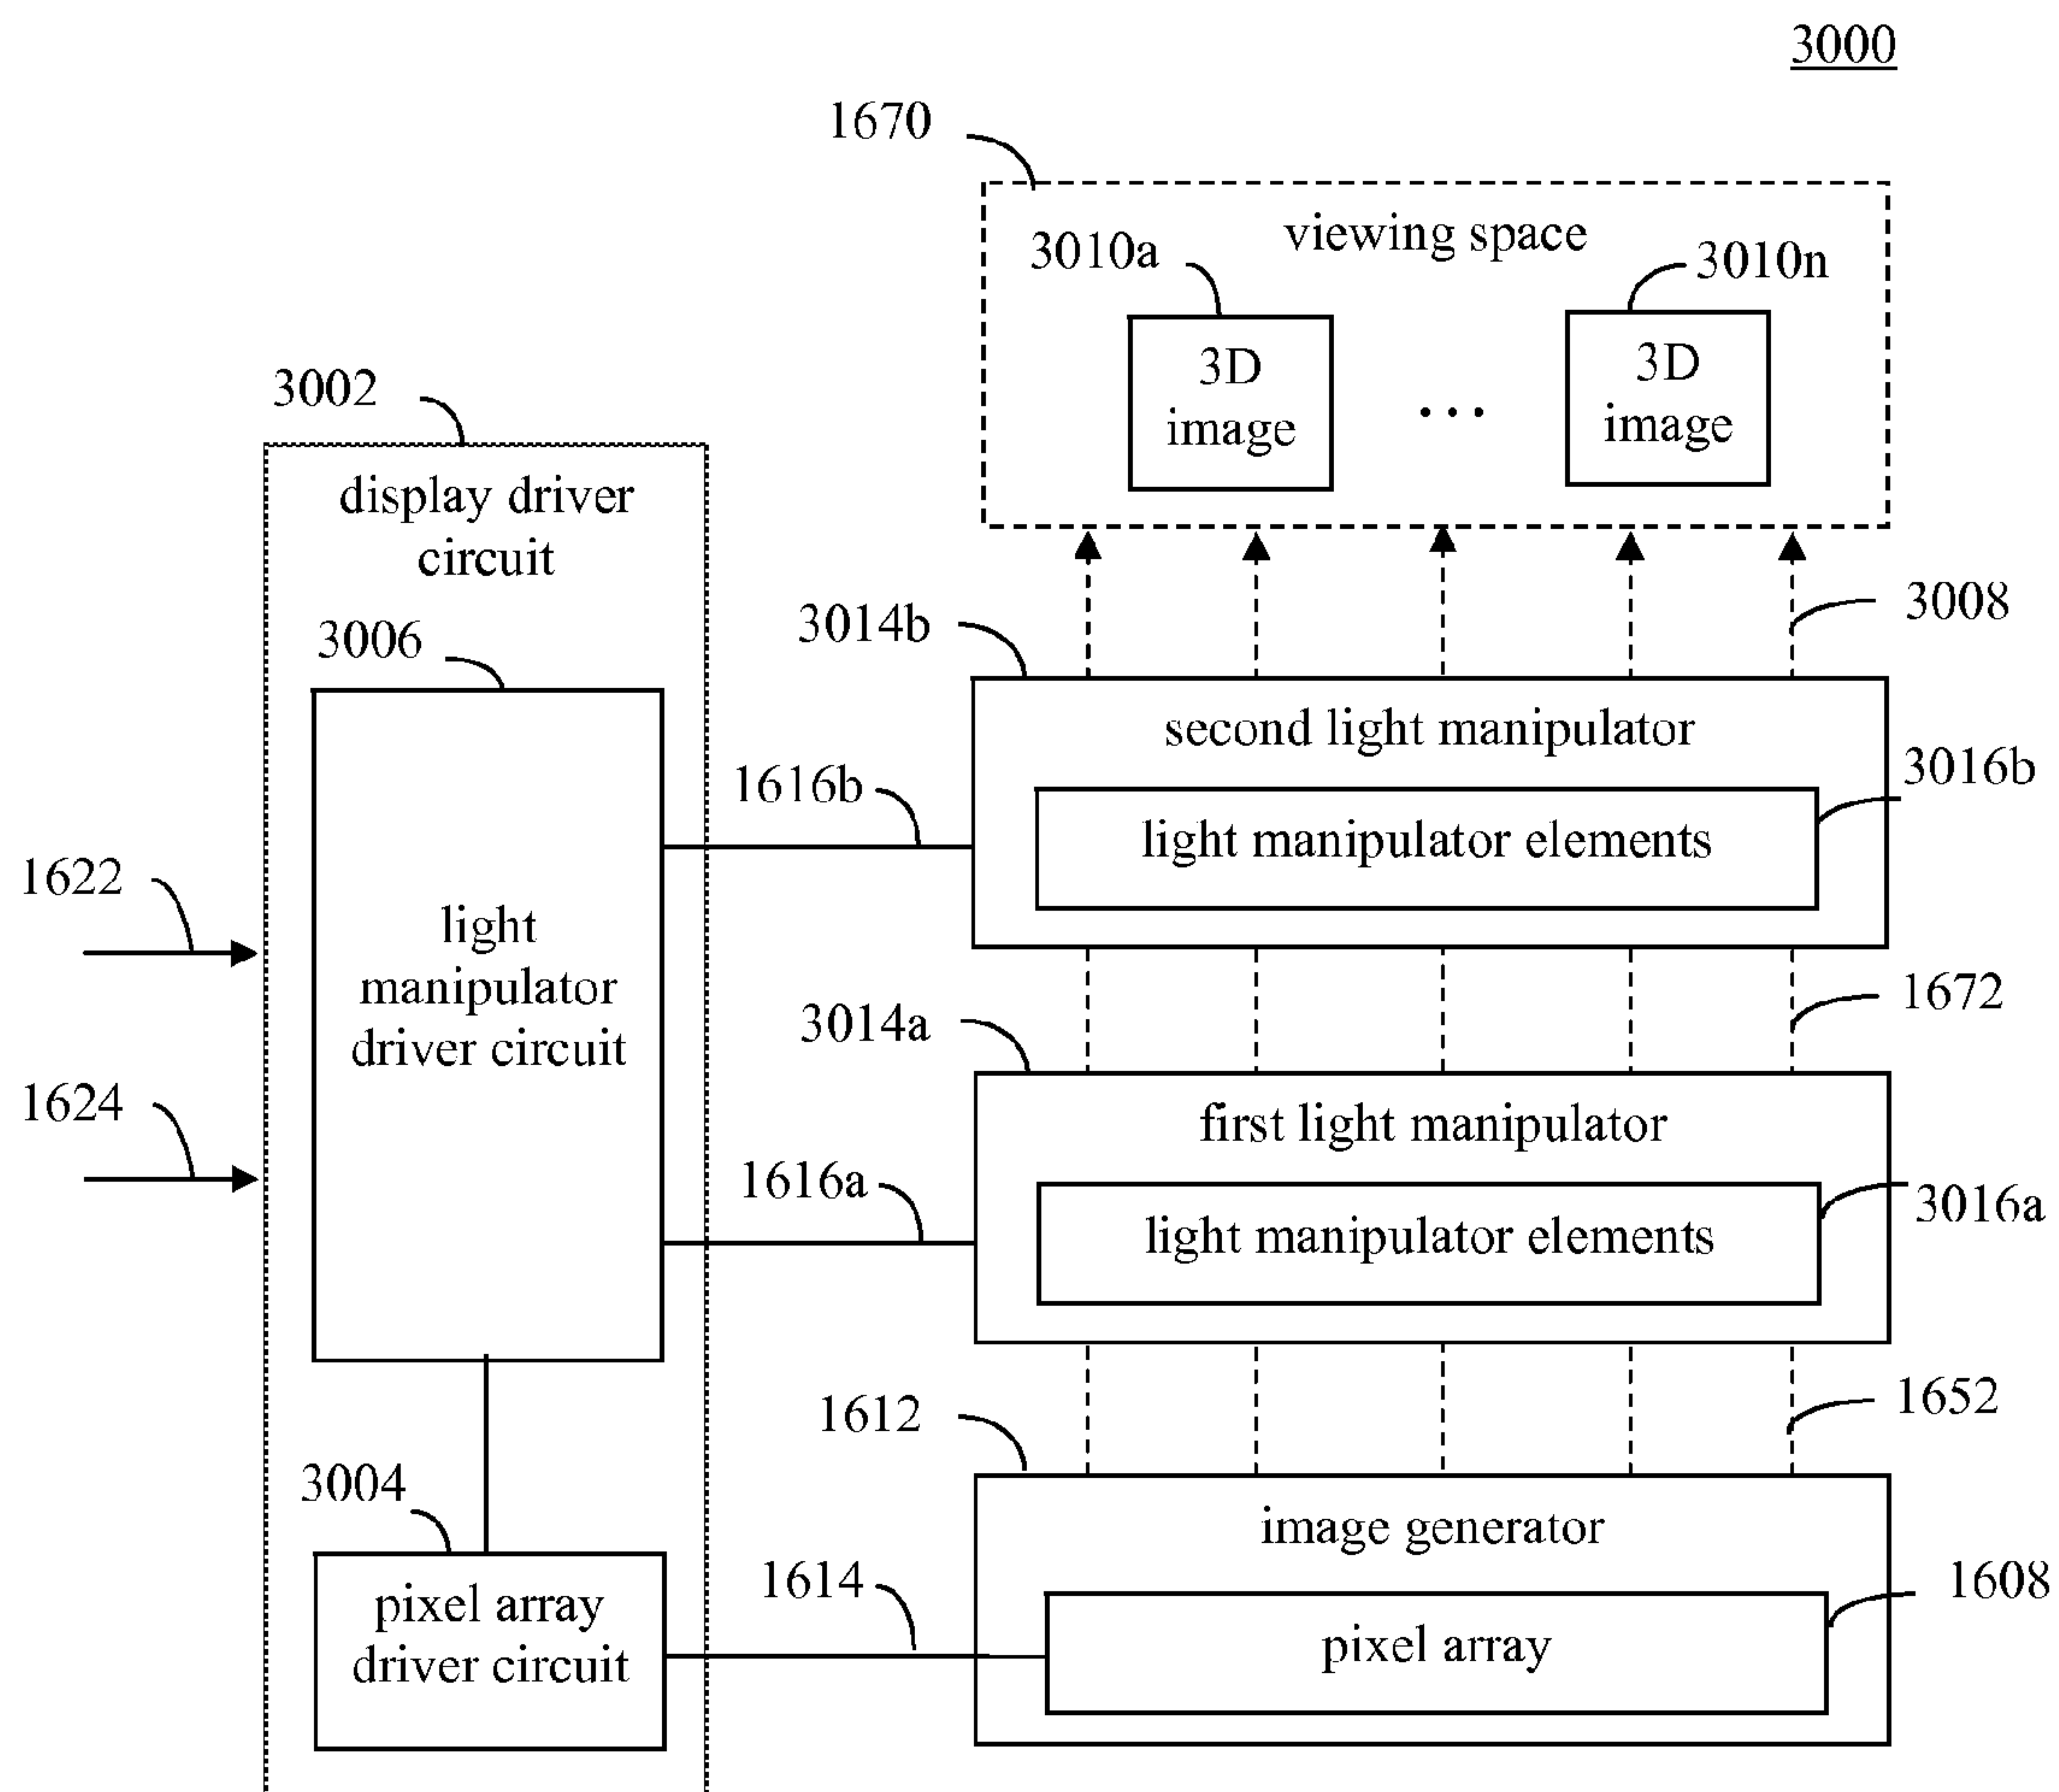 3000
1670
viewing space
3010a
3010n
3D
image
...
3D
image
3002
display driver
circuit
3014b
3008
3006
second light manipulator
3016b
1616b
light manipulator elements
1622
light
manipulator
driver circuit
1672
3014a
1624
first light manipulator
1616a
3016a
light manipulator elements
1612
1652
3004
image generator
1614
1608
pixel array
driver circuit
pixel array